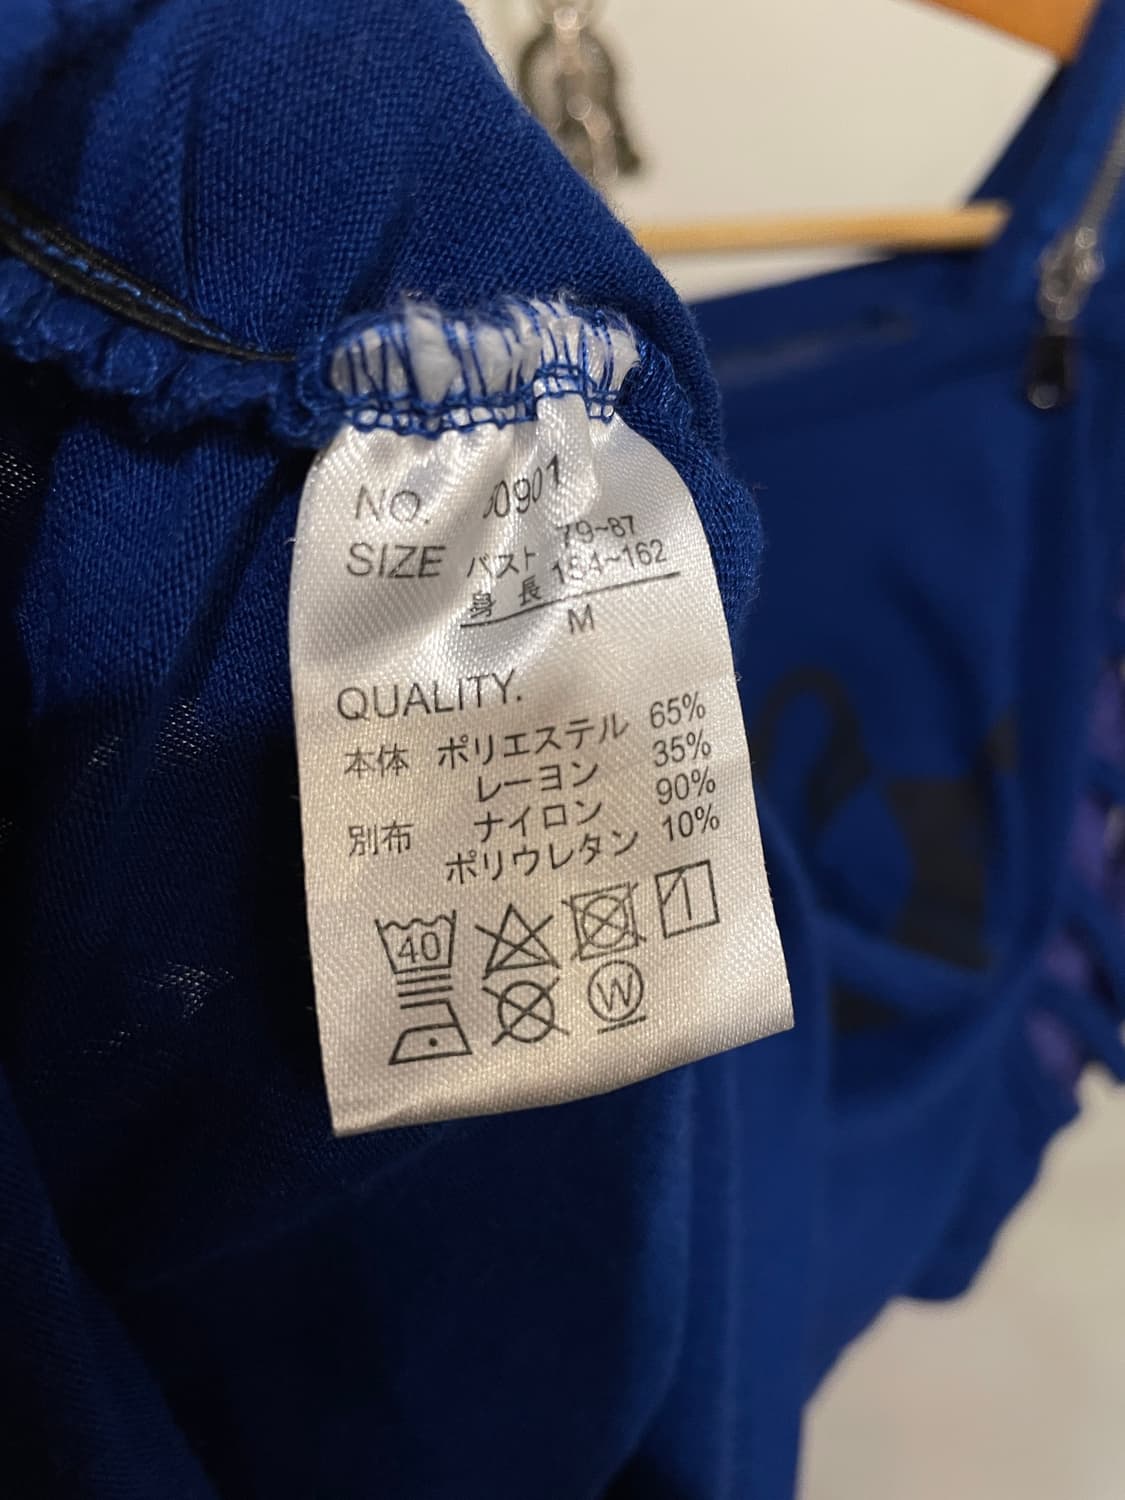 NO. 0901
SIZE バスト 79~87
身 長 154~162
M
QUALITY.
本体 ポリエステル 65%
レーヨン 35%
別布 ナイロン 90%
ポリウレタン 10%
40
W